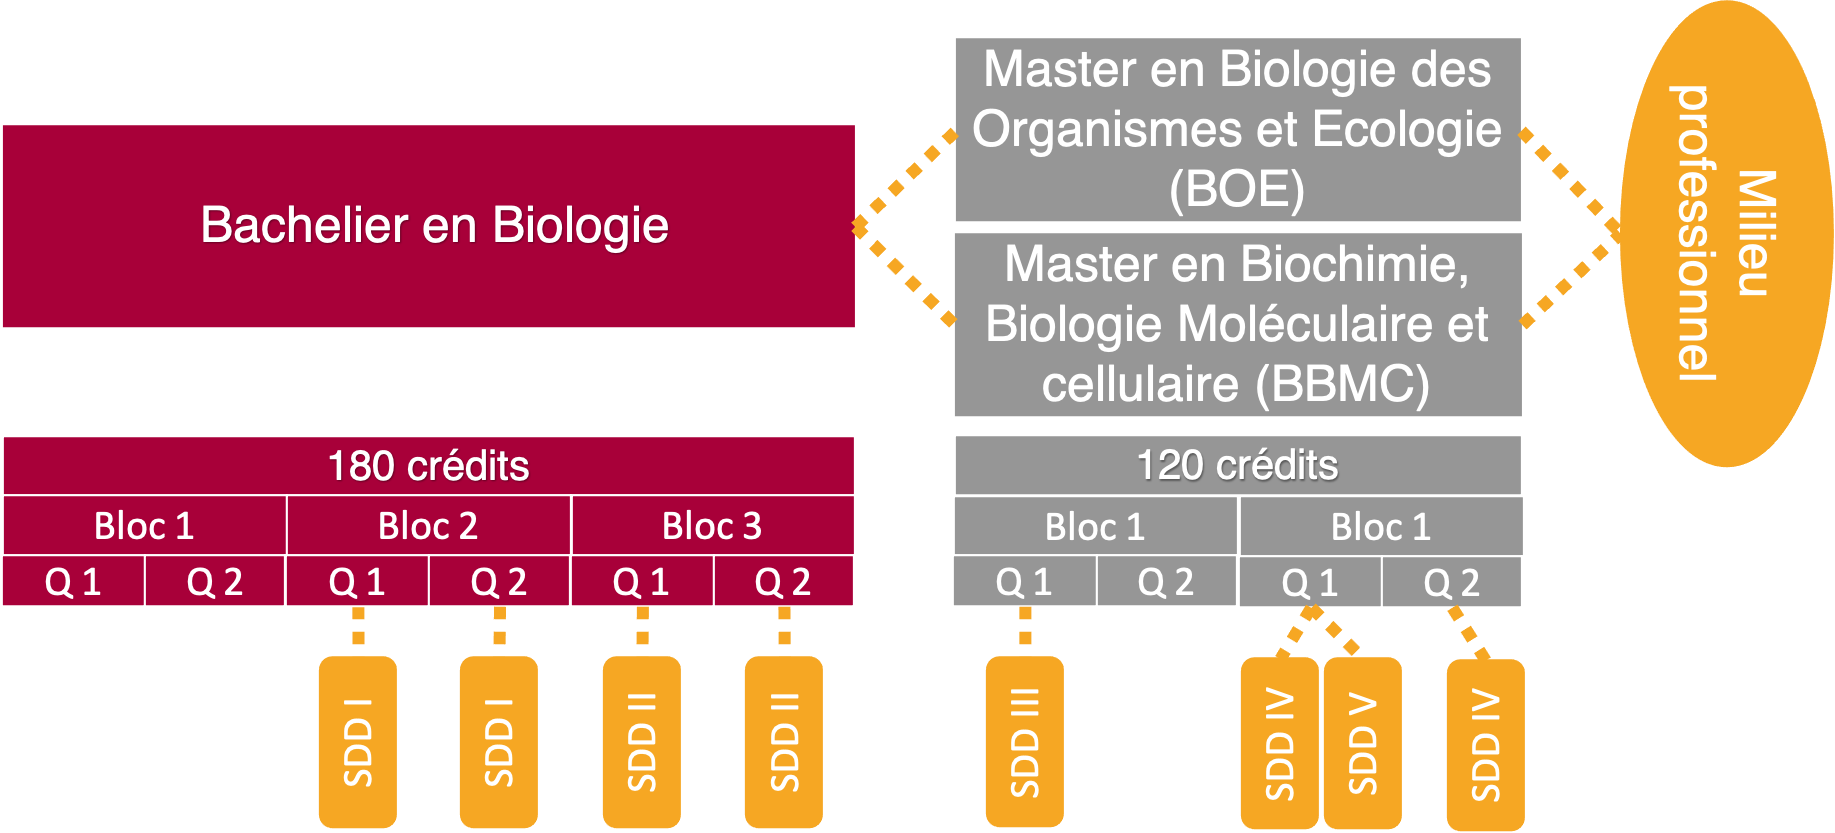 Bachelier en Biologie
Master en Biologie des
Organismes et Ecologie
(BOE)
Master en Biochimie,
Biologie Moléculaire et
cellulaire (BBMC)
Milieu
professionnel
180 crédits
Bloc 1
Bloc 2
Bloc 3
Q 1
Q 2
Q 1
Q 2
Q 1
Q 2
120 crédits
Bloc 1
Bloc 1
Q 1
Q 2
Q 1
Q 2
SDD I
SDD I
SDD II
SDD II
SDD III
SDD IV
SDD V
SDD IV